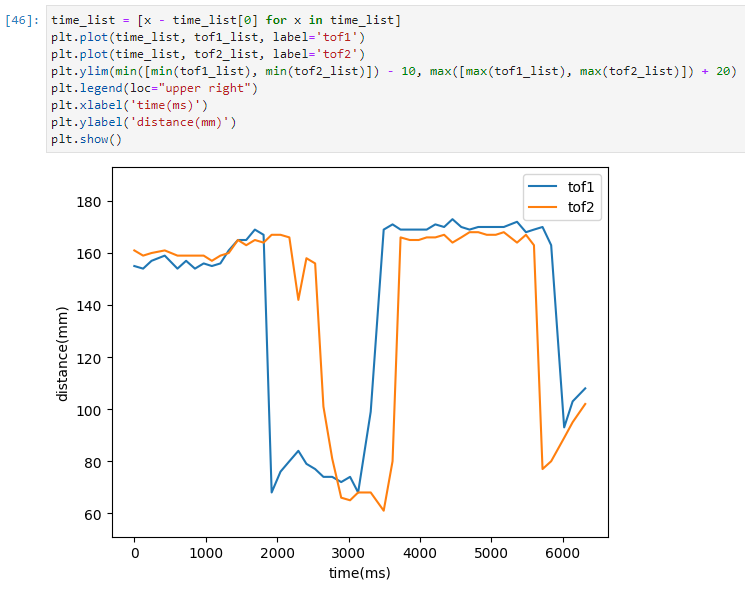 [46]: time_list = [x - time_list[0] for x in time_list]
plt.plot(time_list, tof1_list, label='tof1')
plt.plot(time_list, tof2_list, label='tof2')
plt.ylim(min([min(tof1_list), min(tof2_list)]) - 10, max([max(tof1_list), max(tof2_list)]) + 20)
plt.legend(loc="upper right")
plt.xlabel('time(ms)')
plt.ylabel('distance(mm)')
plt.show()
tof1
tof2
180
160
140
120
100
80
60
distance(mm)
0 1000 2000 3000 4000 5000 6000
time(ms)